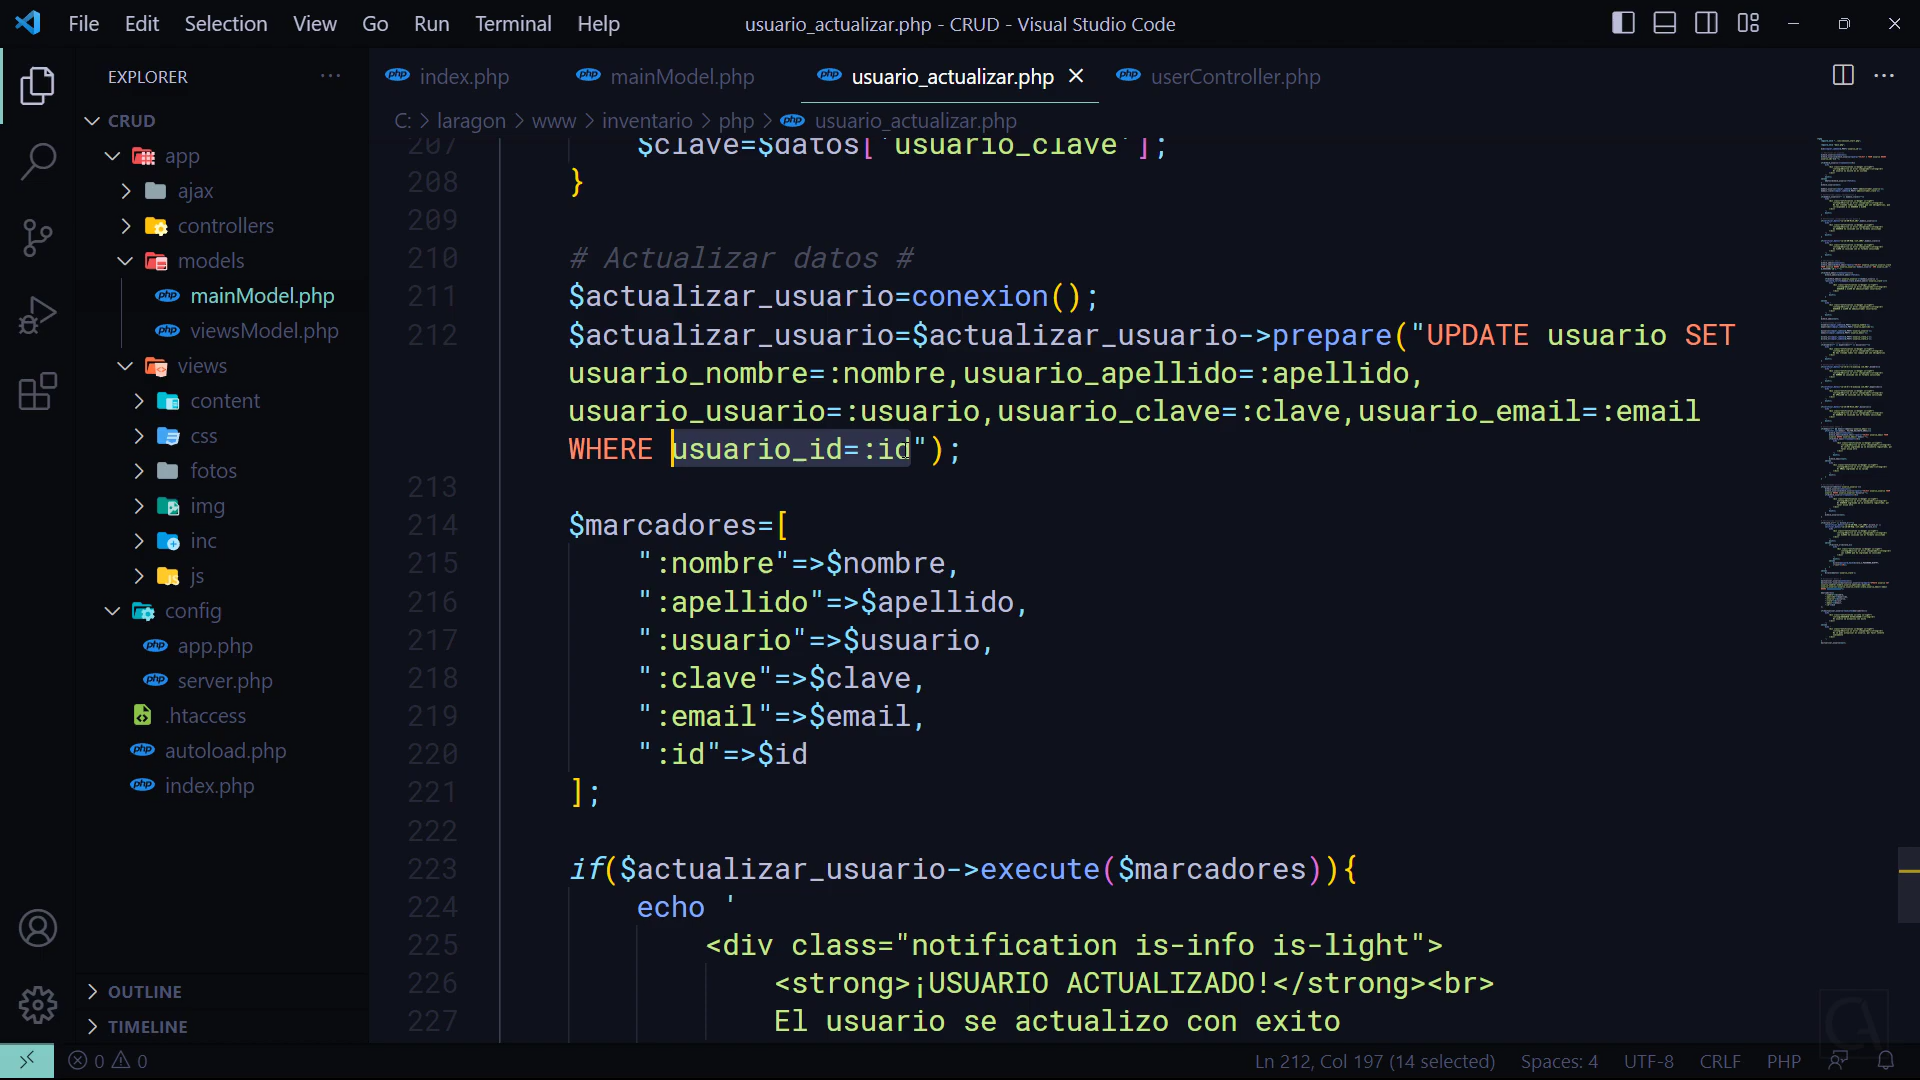 File Edit Selection View Go Run Terminal Help
usuario_actualizar.php - CRUD - Visual Studio Code
EXPLORER
index.php
mainModel.php
usuario_actualizar.php
userController.php
C: > laragon > www > inventario > php > usuario_actualizar.php
CRUD
app
ajax
controllers
models
mainModel.php
viewsModel.php
views
content
css
fotos
img
inc
js
config
app.php
server.php
.htaccess
autoload.php
index.php
OUTLINE
TIMELINE
207 $clave=$datos['usuario_clave'];
208 }
209
210 # Actualizar datos #
211 $actualizar_usuario=conexion();
212 $actualizar_usuario=$actualizar_usuario->prepare("UPDATE usuario SET
usuario_nombre=:nombre,usuario_apellido=:apellido,
usuario_usuario=:usuario,usuario_clave=:clave,usuario_email=:email
WHERE usuario_id=:id");
213
214 $marcadores=[
215 ":nombre"=>$nombre,
216 ":apellido"=>$apellido,
217 ":usuario"=>$usuario,
218 ":clave"=>$clave,
219 ":email"=>$email,
220 ":id"=>$id
221 ];
222
223 if($actualizar_usuario->execute($marcadores)){
224 echo '
225 <div class="notification is-info is-light">
226 <strong>¡USUARIO ACTUALIZADO!</strong><br>
227 El usuario se actualizo con exito
0 0
Ln 212, Col 197 (14 selected) Spaces: 4 UTF-8 CRLF PHP